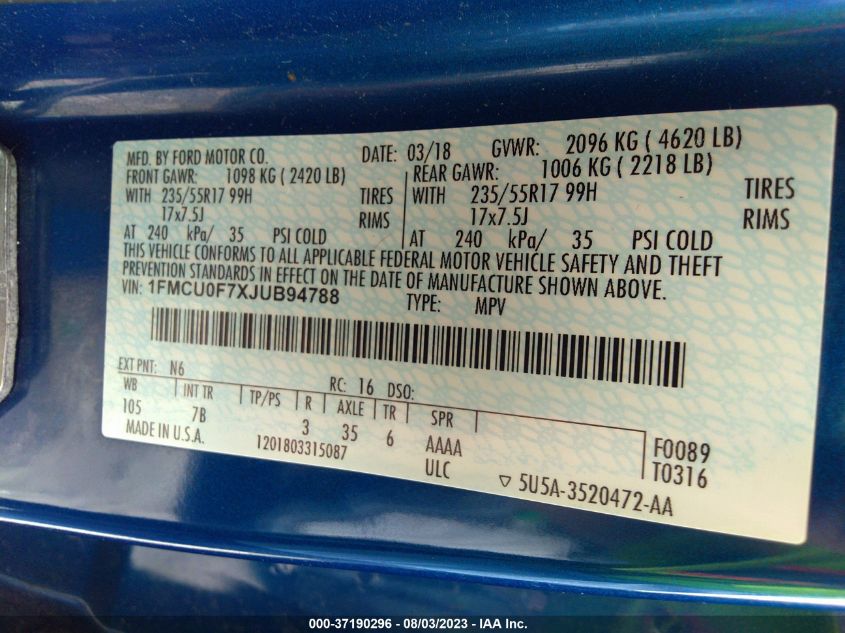 MFD. BY FORD MOTOR CO. DATE: 03/18 GVWR: 2096 KG ( 4620 LB)
FRONT GAWR: 1098 KG ( 2420 LB) REAR GAWR: 1006 KG ( 2218 LB)
WITH 235/55R17 99H TIRES WITH 235/55R17 99H TIRES
17x7.5J RIMS 17x7.5J RIMS
AT 240 kPa/ 35 PSI COLD AT 240 kPa/ 35 PSI COLD
THIS VEHICLE CONFORMS TO ALL APPLICABLE FEDERAL MOTOR VEHICLE SAFETY AND THEFT
PREVENTION STANDARDS IN EFFECT ON THE DATE OF MANUFACTURE SHOWN ABOVE.
VIN: 1FMCU0F7XJUB94788 TYPE: MPV
EXT PNT: N6 RC: 16 DSO:
WB INT TR TP/PS R AXLE TR SPR
105 7B 3 35 6 AAAA F0089
MADE IN U.S.A. 1201803315087 ULC T0316
5U5A-3520472-AA
000-37190296 - 08/03/2023 - IAA Inc.